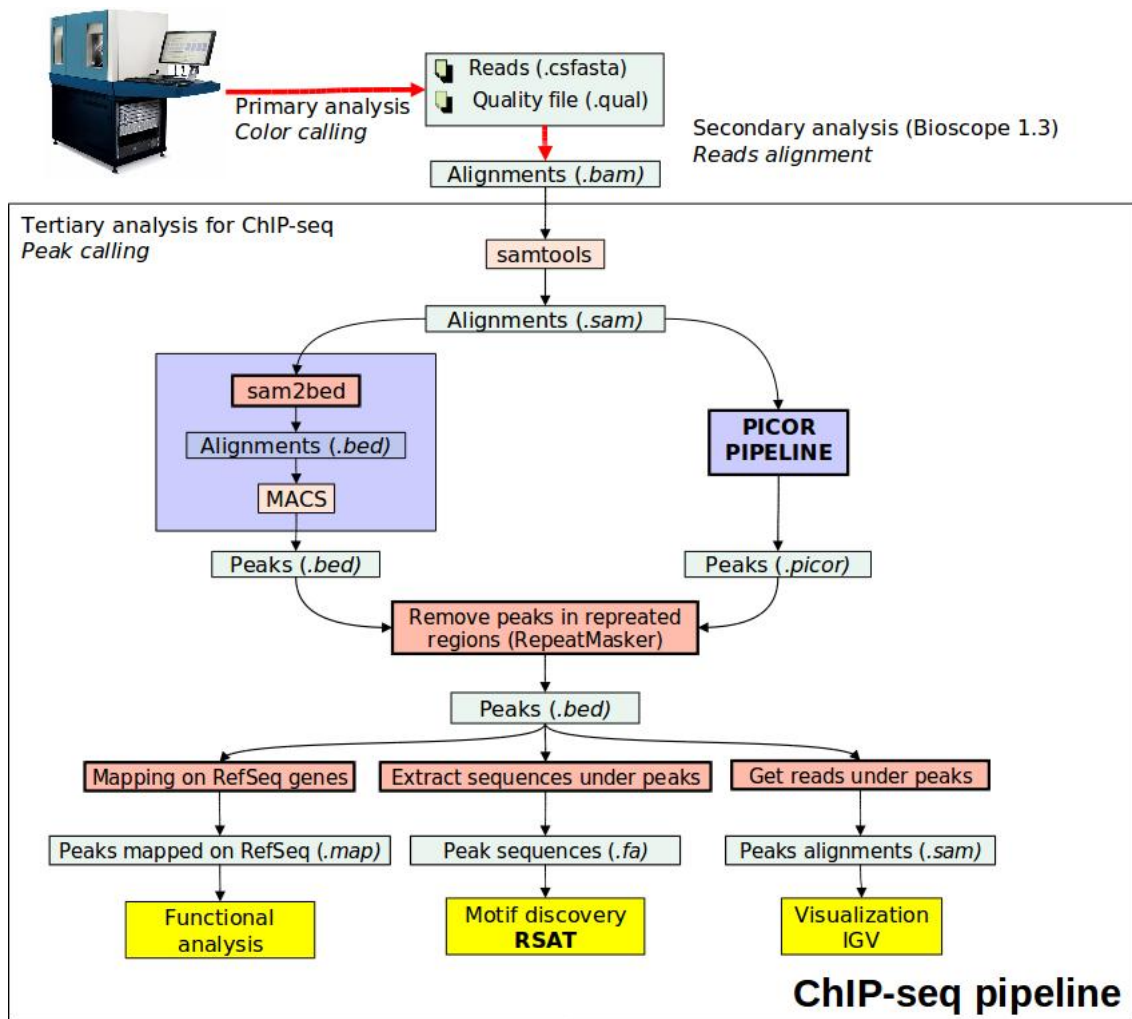 Reads (.csfasta)
Quality file (.qual)
Primary analysis
Color calling
Secondary analysis (Bioscope 1.3)
Reads alignment
Alignments (.bam)
Tertiary analysis for ChIP-seq
Peak calling
samtools
Alignments (.sam)
sam2bed
Alignments (.bed)
MACS
PICOR
PIPELINE
Peaks (.bed)
Peaks (.picor)
Remove peaks in repreated
regions (RepeatMasker)
Peaks (.bed)
Mapping on RefSeq genes
Extract sequences under peaks
Get reads under peaks
Peaks mapped on RefSeq (.map)
Peak sequences (.fa)
Peaks alignments (.sam)
Functional
analysis
Motif discovery
RSAT
Visualization
IGV
ChIP-seq pipeline